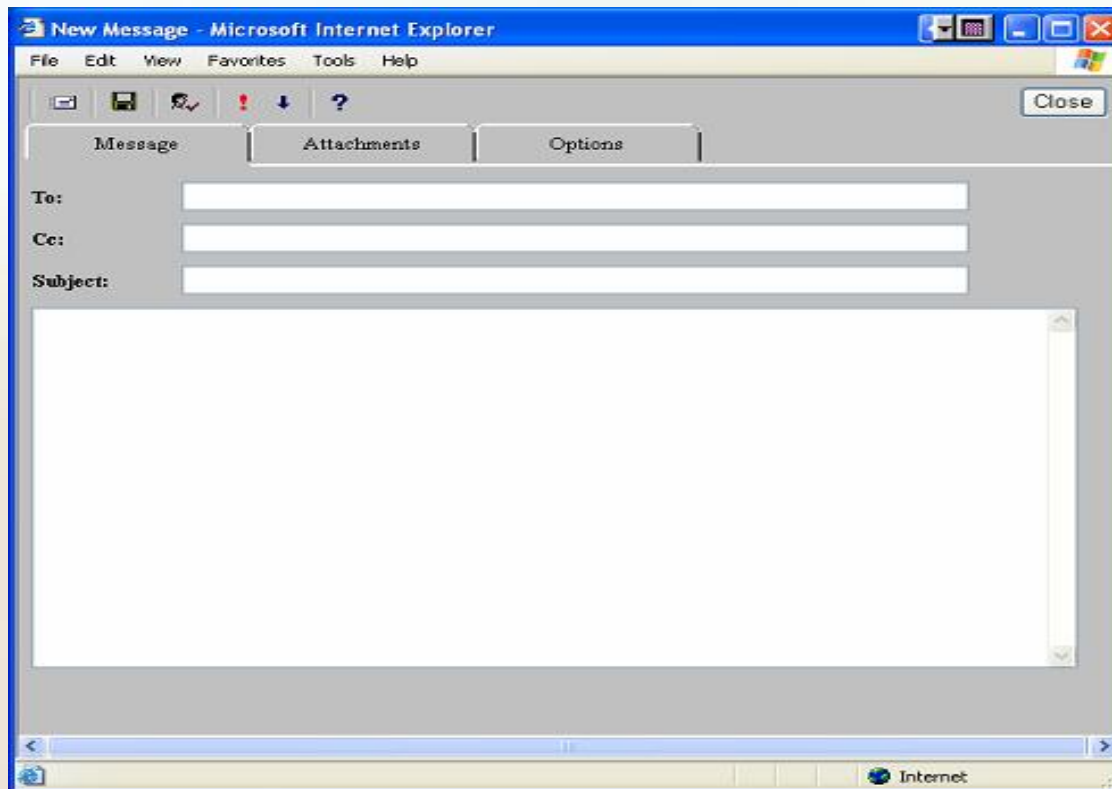 New Message - Microsoft Internet Explorer
File Edit View Favorites Tools Help
! ? Close
Message Attachments Options
To:
Cc:
Subject:
Internet